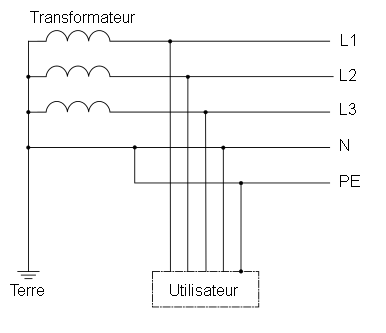 Transformateur
L1
L2
L3
N
PE
Terre
Utilisateur